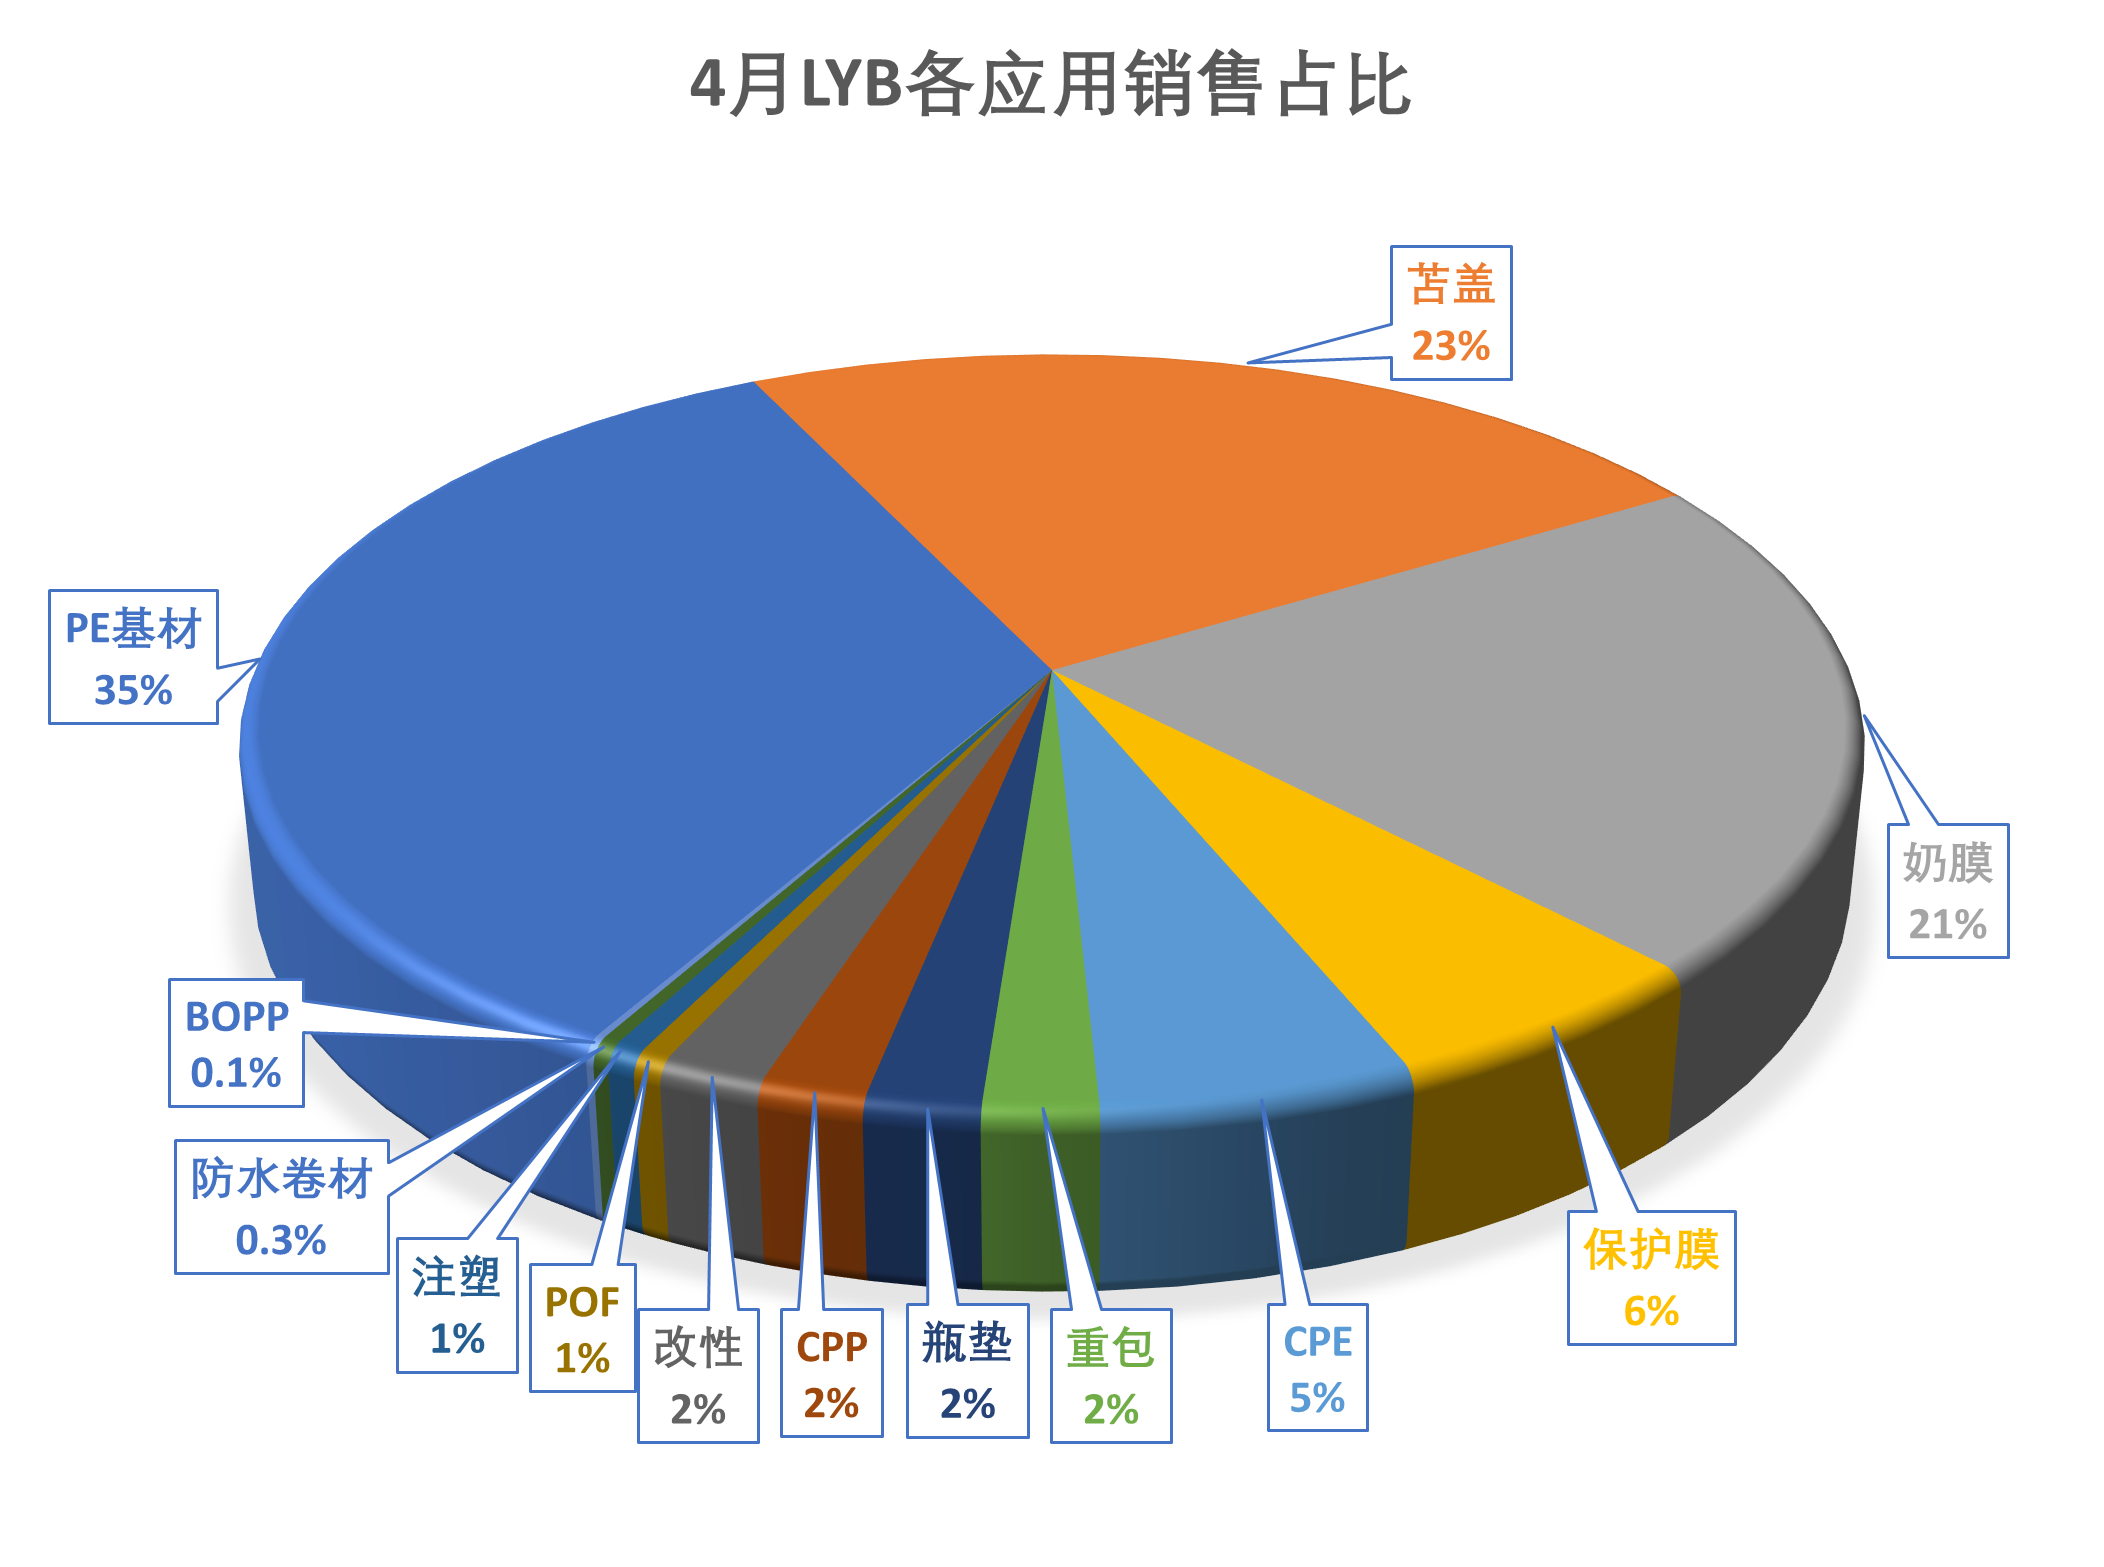 4月LYB各应用销售占比
苫盖
23%
PE基材
35%
奶膜
21%
BOPP
0.1%
防水卷材
0.3%
注塑
1%
POF
1%
改性
2%
CPP
2%
瓶垫
2%
重包
2%
CPE
5%
保护膜
6%